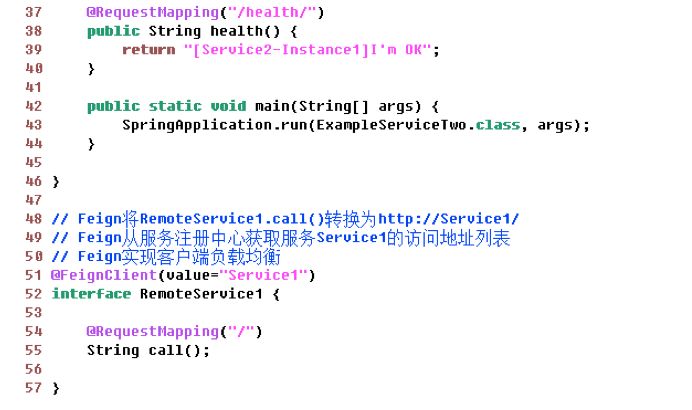 37     @RequestMapping("/health/")
38     public String health() {
39         return "[Service2-Instance1]I'm OK";
40     }
41
42     public static void main(String[] args) {
43         SpringApplication.run(ExampleServiceTwo.class, args);
44     }
45
46 }
47
48 // Feign将RemoteService1.call()转换为http://Service1/
49 // Feign从服务注册中心获取服务Service1的访问地址列表
50 // Feign实现客户端负载均衡
51 @FeignClient(value="Service1")
52 interface RemoteService1 {
53
54     @RequestMapping("/")
55     String call();
56
57 }